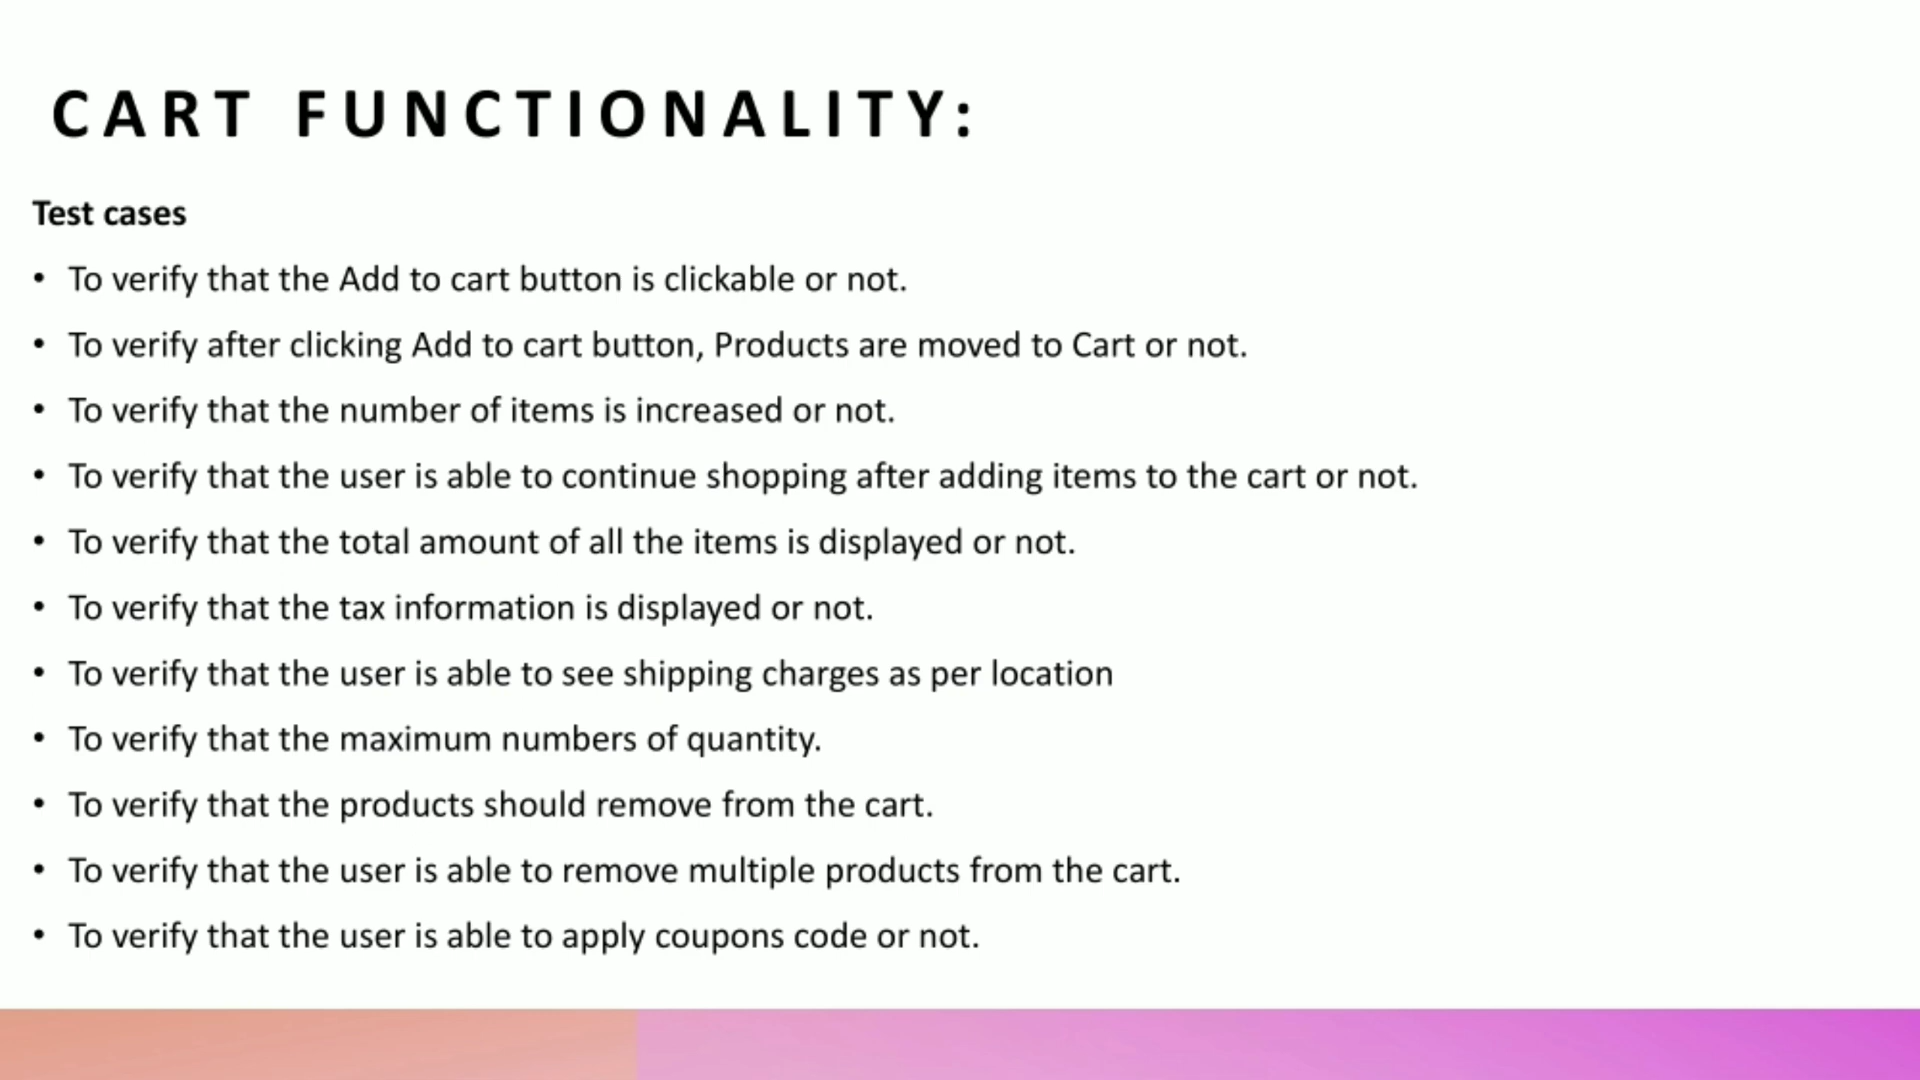 CART FUNCTIONALITY:
Test cases
• To verify that the Add to cart button is clickable or not.
• To verify after clicking Add to cart button, Products are moved to Cart or not.
• To verify that the number of items is increased or not.
• To verify that the user is able to continue shopping after adding items to the cart or not.
• To verify that the total amount of all the items is displayed or not.
• To verify that the tax information is displayed or not.
• To verify that the user is able to see shipping charges as per location
• To verify that the maximum numbers of quantity.
• To verify that the products should remove from the cart.
• To verify that the user is able to remove multiple products from the cart.
• To verify that the user is able to apply coupons code or not.